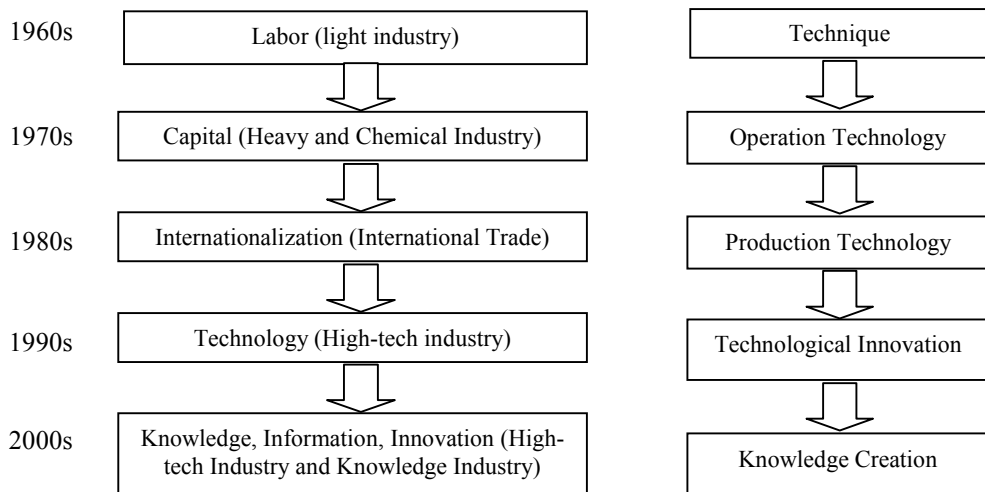 1960s
Labor (light industry)
Technique
1970s
Capital (Heavy and Chemical Industry)
Operation Technology
1980s
Internationalization (International Trade)
Production Technology
1990s
Technology (High-tech industry)
Technological Innovation
2000s
Knowledge, Information, Innovation (High-
tech Industry and Knowledge Industry)
Knowledge Creation